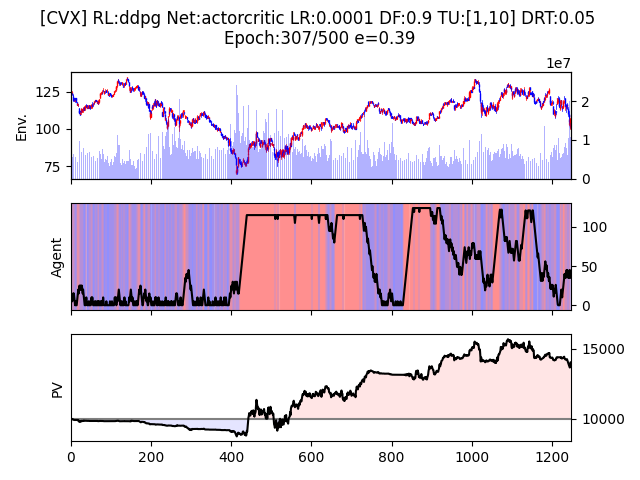 [CVX] RL:ddpg Net:actorcritic LR:0.0001 DF:0.9 TU:[1,10] DRT:0.05
Epoch:307/500 e=0.39
1e7
125
100
75
Env.
2
1
0
Agent
100
50
0
PV
15000
10000
0 200 400 600 800 1000 1200